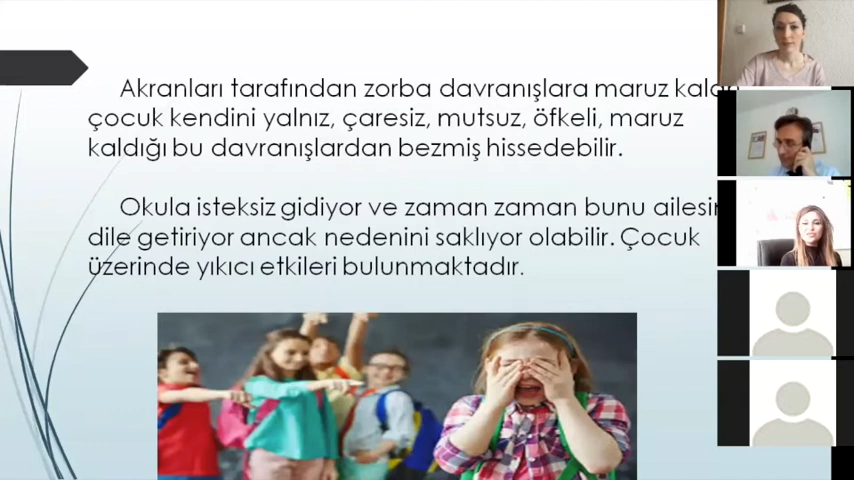 Akranları tarafından zorba davranışlara maruz kalan
çocuk kendini yalnız, çaresiz, mutsuz, öfkeli, maruz
kaldığı bu davranışlardan bezmiş hissedebilir.
Okula isteksiz gidiyor ve zaman zaman bunu
dile getiriyor ancak nedenini saklıyor olabilir. Çocuk
üzerinde yıkıcı etkileri bulunmaktadır.